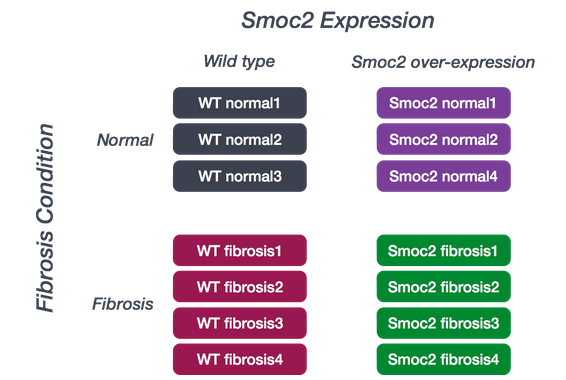 Smoc2 Expression
Wild type Smoc2 over-expression
Fibrosis Condition
Normal
WT normal1 Smoc2 normal1
WT normal2 Smoc2 normal2
WT normal3 Smoc2 normal4
Fibrosis
WT fibrosis1 Smoc2 fibrosis1
WT fibrosis2 Smoc2 fibrosis2
WT fibrosis3 Smoc2 fibrosis3
WT fibrosis4 Smoc2 fibrosis4